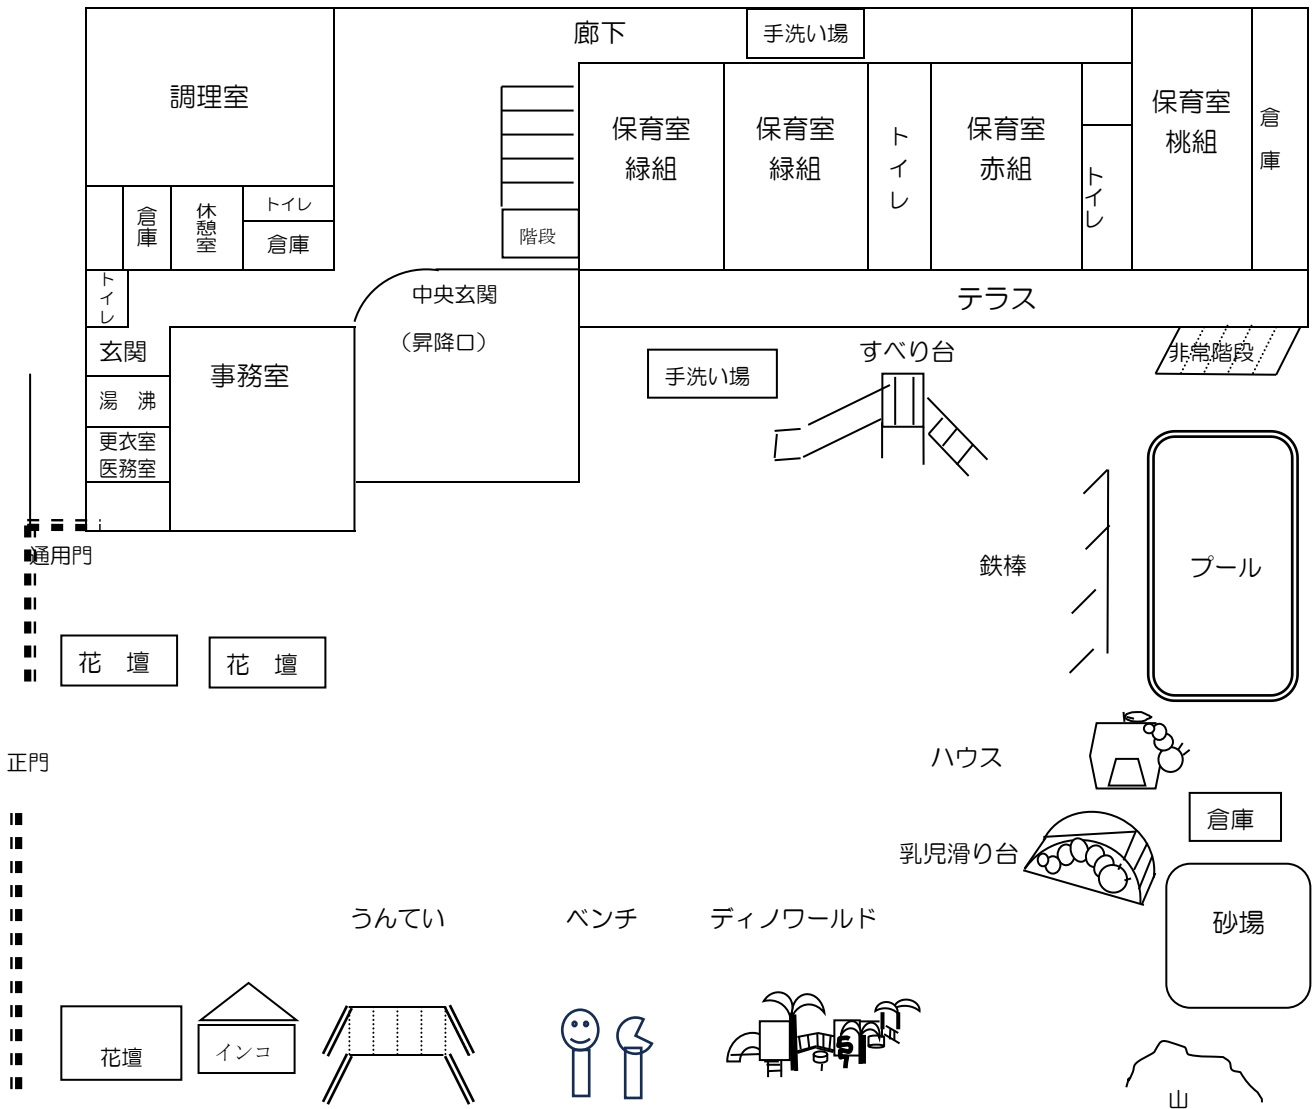 廊下
手洗い場
調理室
保育室
緑組
保育室
緑組
トイレ
保育室
赤組
トイレ
保育室
桃組
倉庫
倉庫
休憩室
トイレ
倉庫
階段
トイレ
中央玄関
（昇降口）
テラス
玄関
事務室
手洗い場
すべり台
非常階段
湯　沸
更衣室
医務室
通用門
鉄棒
プール
花　壇
花　壇
正門
ハウス
倉庫
乳児滑り台
うんてい
ベンチ
ディノワールド
砂場
花壇
インコ
山